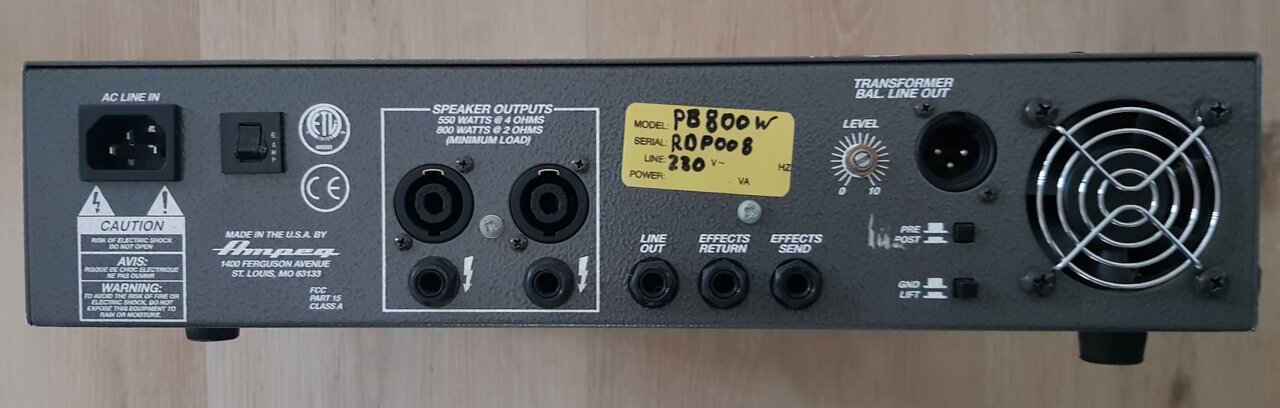 AC LINE IN
6 AMP
ETL
CE
CAUTION
RISK OF ELECTRIC SHOCK
DO NOT OPEN
AVIS:
RISQUE DE CHOC ELECTRIQUE
NE PAS OUVRIR
WARNING:
TO AVOID THE RISK OF FIRE OR
ELECTRIC SHOCK, DO NOT
EXPOSE THIS EQUIPMENT TO
RAIN OR MOISTURE.
MADE IN THE U.S.A. BY
Ampeg
1400 FERGUSON AVENUE
ST. LOUIS, MO 63133
FCC
PART 15
CLASS A
SPEAKER OUTPUTS
550 WATTS @ 4 OHMS
800 WATTS @ 2 OHMS
(MINIMUM LOAD)
MODEL: PB800W
SERIAL: RDP008
LINE: 230 V~ HZ
POWER: VA
LINE
OUT
EFFECTS
RETURN
EFFECTS
SEND
TRANSFORMER
BAL. LINE OUT
LEVEL
0 10
PRE
POST
GND
LIFT